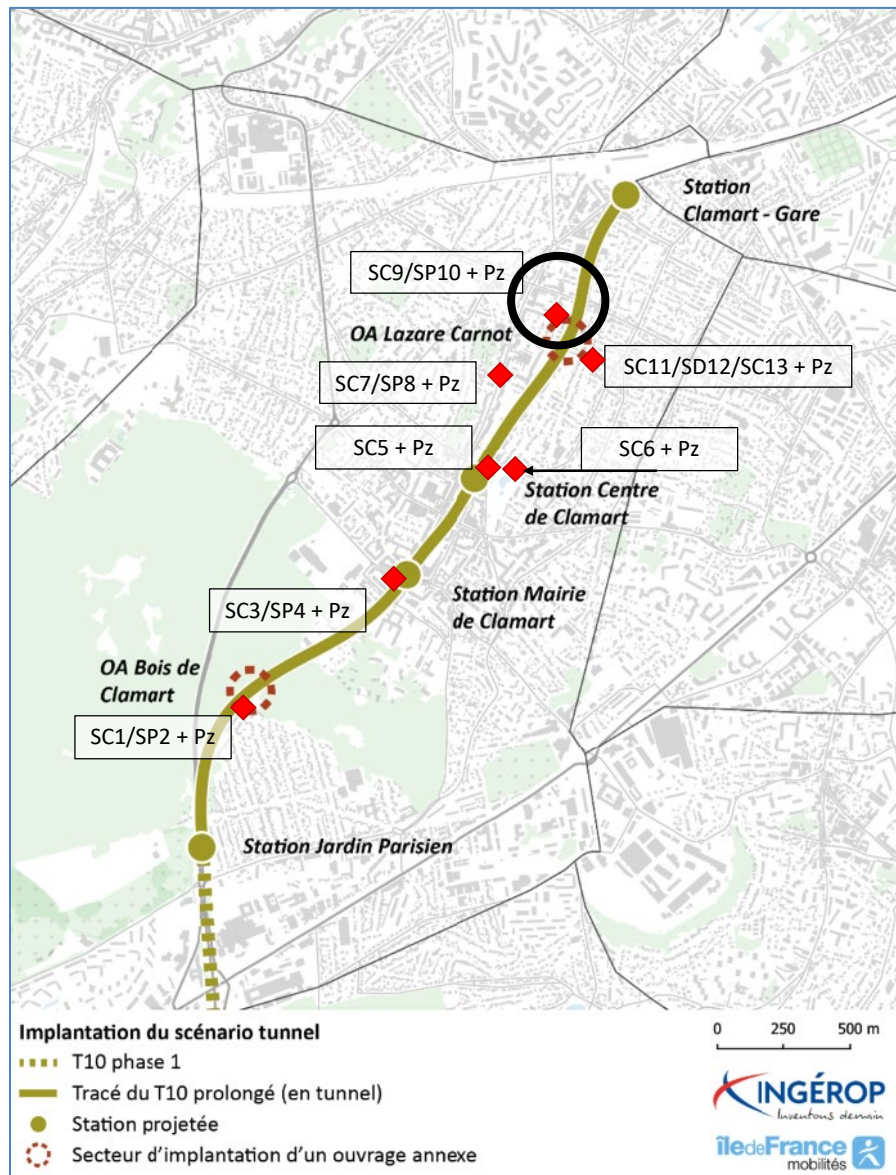 Station
Clamart - Gare
SC9/SP10 + Pz
OA Lazare Carnot
SC11/SD12/SC13 + Pz
SC7/SP8 + Pz
SC5 + Pz
SC6 + Pz
Station Centre
de Clamart
Station Mairie
de Clamart
SC3/SP4 + Pz
OA Bois de
Clamart
SC1/SP2 + Pz
Station Jardin Parisien
Implantation du scénario tunnel
T10 phase 1
Tracé du T10 prolongé (en tunnel)
Station projetée
Secteur d'implantation d'un ouvrage annexe
0 250 500 m
INGÉROP
Inventons demain
îledeFrance
mobilités